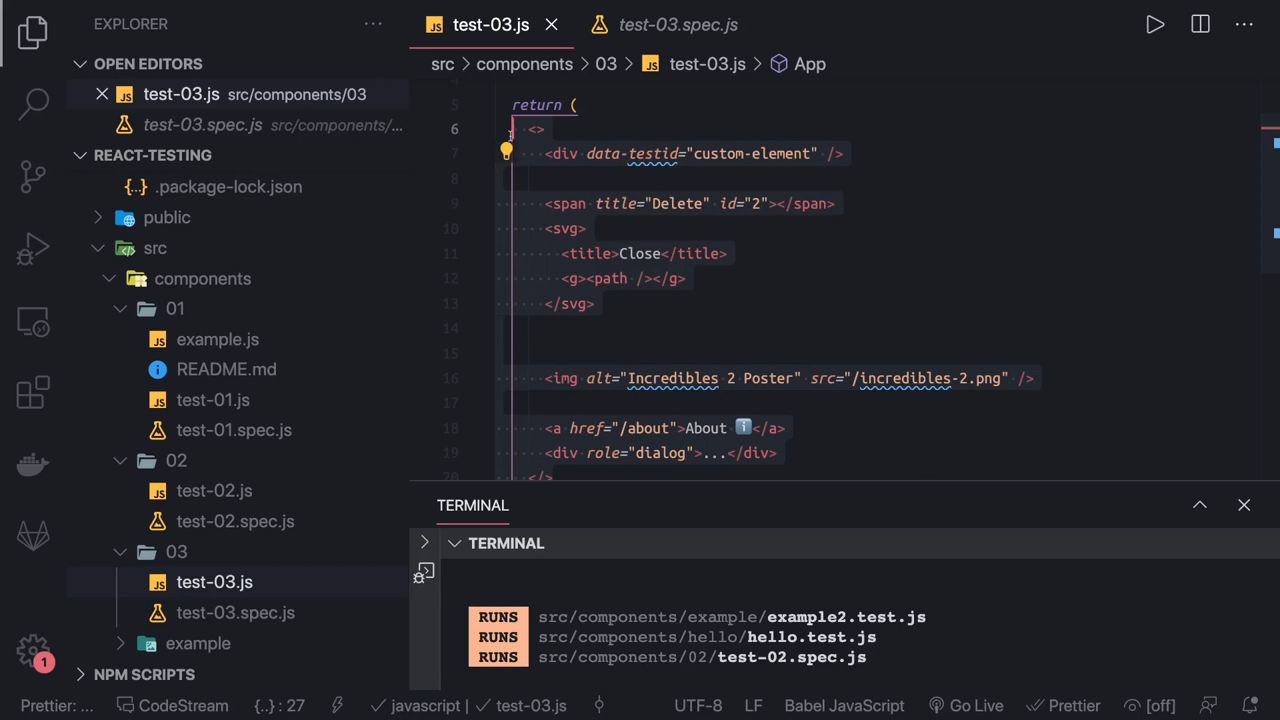 EXPLORER
OPEN EDITORS
test-03.js src/components/03
test-03.spec.js src/components/...
REACT-TESTING
{..} .package-lock.json
public
src
components
01
example.js
README.md
test-01.js
test-01.spec.js
02
test-02.js
test-02.spec.js
03
test-03.js
test-03.spec.js
example
NPM SCRIPTS
1
test-03.js
test-03.spec.js
src > components > 03 > JS test-03.js > App
5 return (
6 <>
7 <div data-testid="custom-element" />
8
9 <span title="Delete" id="2"></span>
10 <svg>
11 <title>Close</title>
12 <g><path /></g>
13 </svg>
14
15
16 <img alt="Incredibles 2 Poster" src="/incredibles-2.png" />
17
18 <a href="/about">About ℹ️</a>
19 <div role="dialog">...</div>
20 </>
TERMINAL
TERMINAL
RUNS src/components/example/example2.test.js
RUNS src/components/hello/hello.test.js
RUNS src/components/02/test-02.spec.js
Prettier: ... CodeStream {..} : 27 javascript | test-03.js UTF-8 LF Babel JavaScript Go Live Prettier [off]